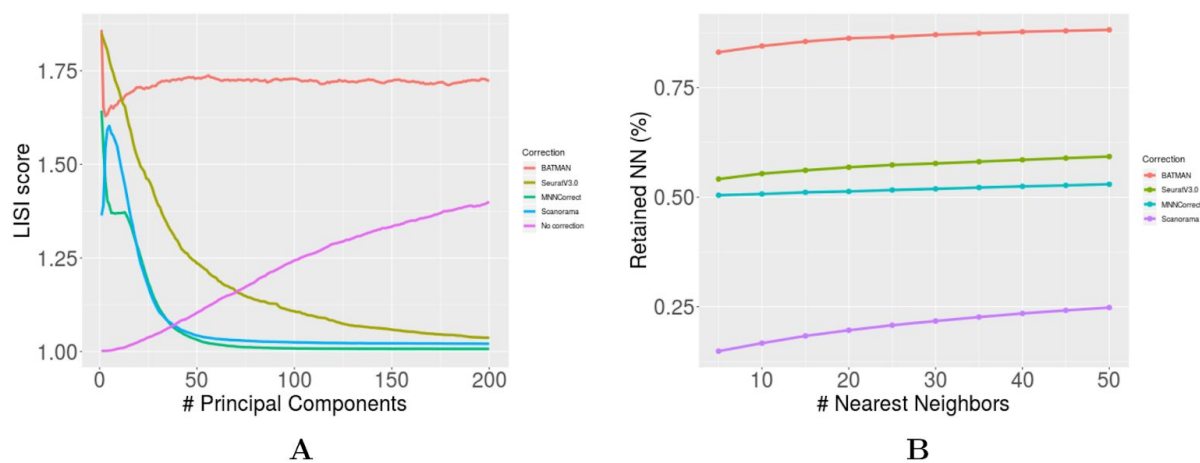 LISI score
1.75
1.50
1.25
1.00
0
50
100
150
200
# Principal Components
Correction
BATMAN
SeuratV3.0
MNNCorrect
Scanorama
No correction
A
Retained NN (%)
0.75
0.50
0.25
10
20
30
40
50
# Nearest Neighbors
Correction
BATMAN
SeuratV3.0
MNNCorrect
Scanorama
B